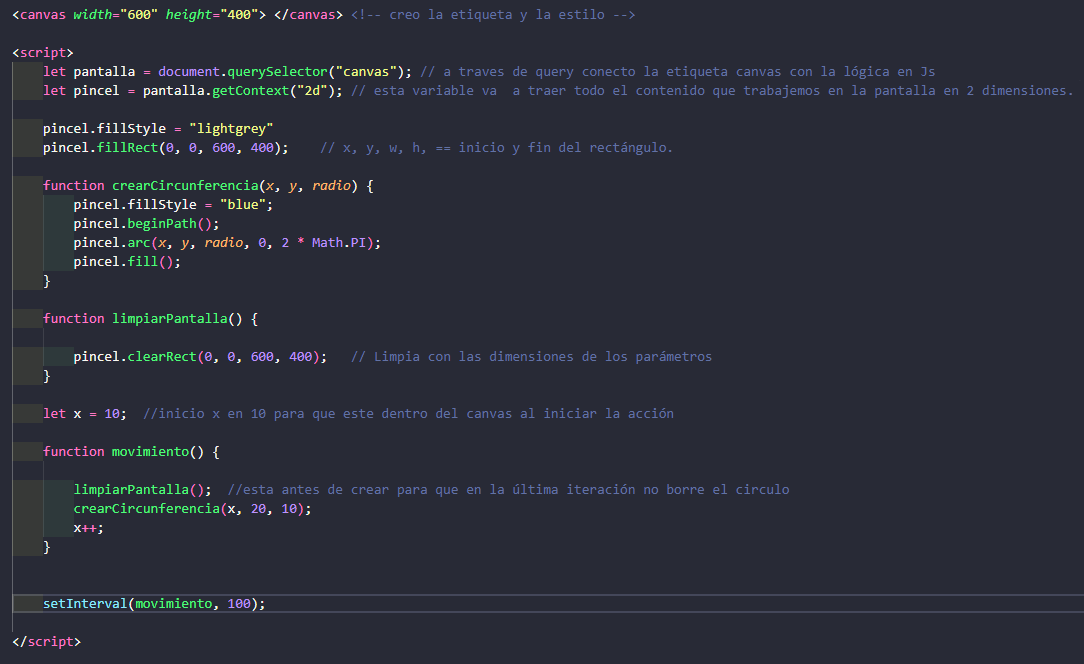 <canvas width="600" height="400"> </canvas> <!-- creo la etiqueta y la estilo -->
<script>
let pantalla = document.querySelector("canvas"); // a traves de query conecto la etiqueta canvas con la lógica en Js
let pincel = pantalla.getContext("2d"); // esta variable va  a traer todo el contenido que trabajemos en la pantalla en 2 dimensiones.
pincel.fillStyle = "lightgrey"
pincel.fillRect(0, 0, 600, 400);    // x, y, w, h, == inicio y fin del rectángulo.
function crearCircunferencia(x, y, radio) {
pincel.fillStyle = "blue";
pincel.beginPath();
pincel.arc(x, y, radio, 0, 2 * Math.PI);
pincel.fill();
}
function limpiarPantalla() {
pincel.clearRect(0, 0, 600, 400);   // Limpia con las dimensiones de los parámetros
}
let x = 10;  //inicio x en 10 para que este dentro del canvas al iniciar la acción
function movimiento() {
limpiarPantalla();  //esta antes de crear para que en la última iteración no borre el circulo
crearCircunferencia(x, 20, 10);
x++;
}
setInterval(movimiento, 100);
</script>